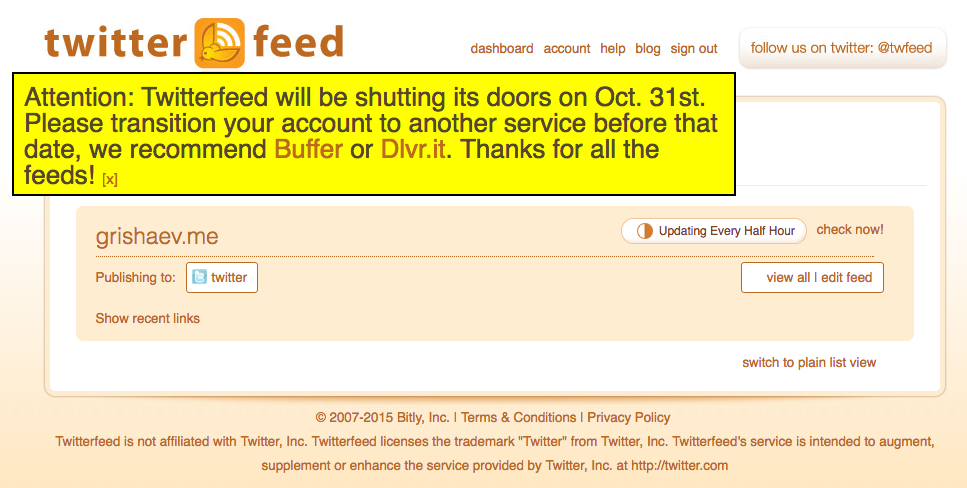 twitter feed
dashboard account help blog sign out
follow us on twitter: @twfeed
Attention: Twitterfeed will be shutting its doors on Oct. 31st.
Please transition your account to another service before that
date, we recommend Buffer or Dlvr.it. Thanks for all the
feeds! [x]
grishaev.me
Updating Every Half Hour
check now!
Publishing to: twitter
view all | edit feed
Show recent links
switch to plain list view
© 2007-2015 Bitly, Inc. | Terms & Conditions | Privacy Policy
Twitterfeed is not affiliated with Twitter, Inc. Twitterfeed licenses the trademark "Twitter" from Twitter, Inc. Twitterfeed's service is intended to augment,
supplement or enhance the service provided by Twitter, Inc. at http://twitter.com